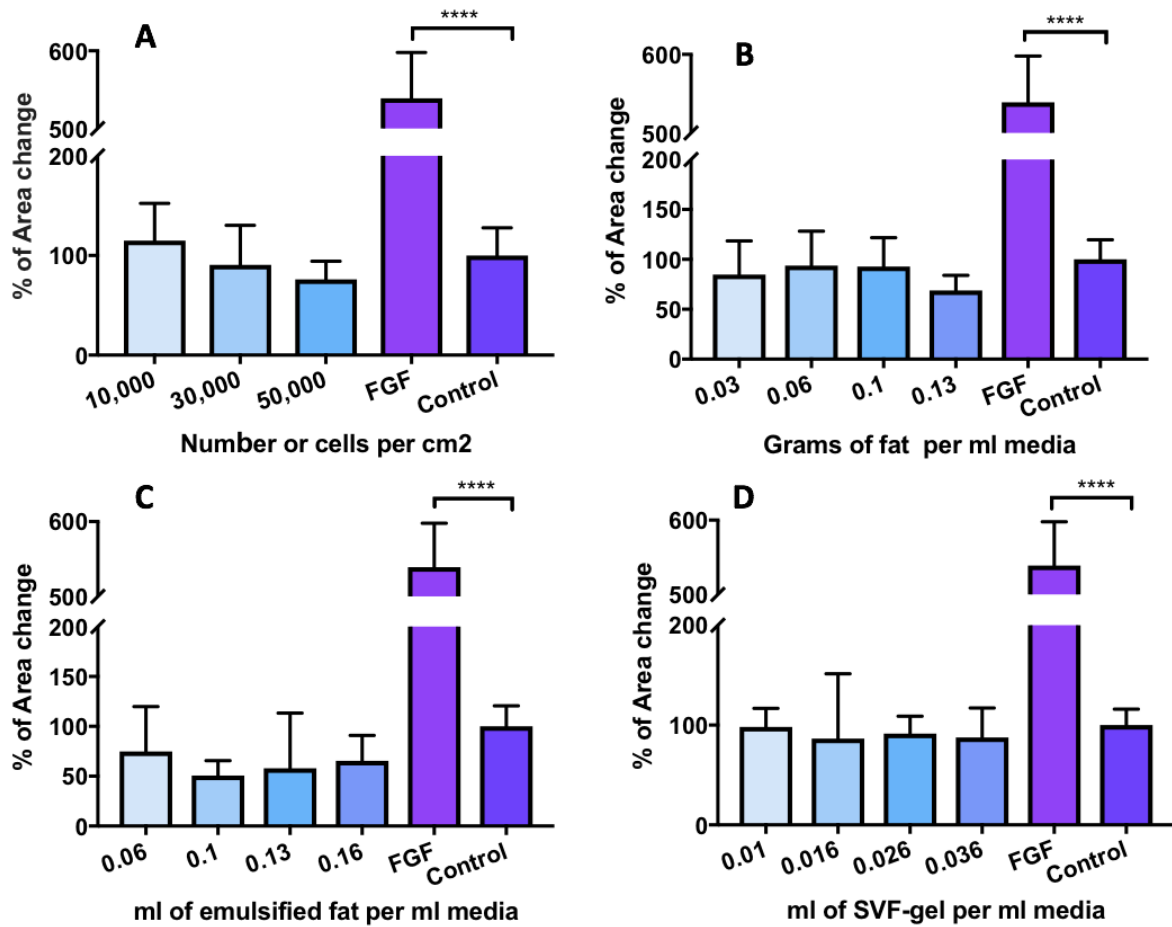 A
****
% of Area change
600
500
200
100
0
10,000
30,000
50,000
FGF
Control
Number or cells per cm2
B
****
% of Area change
600
500
200
150
100
50
0
0.03
0.06
0.1
0.13
FGF
Control
Grams of fat per ml media
C
****
% of Area change
600
500
200
150
100
50
0
0.06
0.1
0.13
0.16
FGF
Control
ml of emulsified fat per ml media
D
****
% of Area change
600
500
200
100
0
0.01
0.016
0.026
0.036
FGF
Control
ml of SVF-gel per ml media